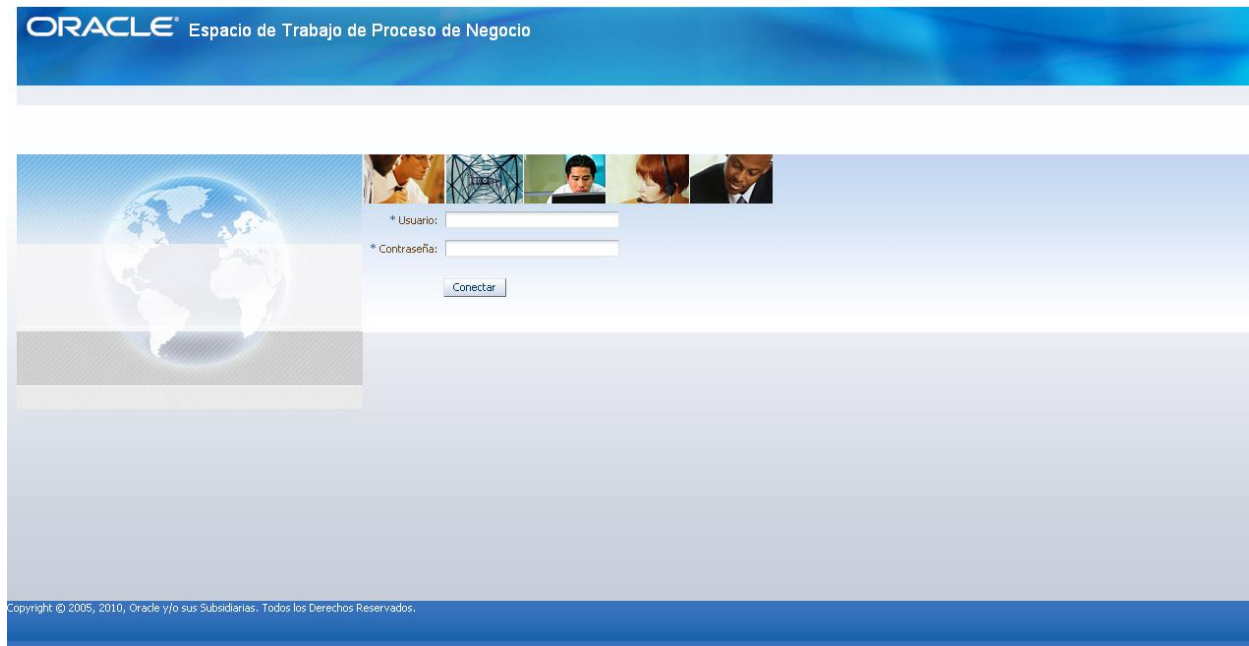 ORACLE® Espacio de Trabajo de Proceso de Negocio
* Usuario:
* Contraseña:
Conectar
Copyright © 2005, 2010, Oracle y/o sus Subsidiarias. Todos los Derechos Reservados.